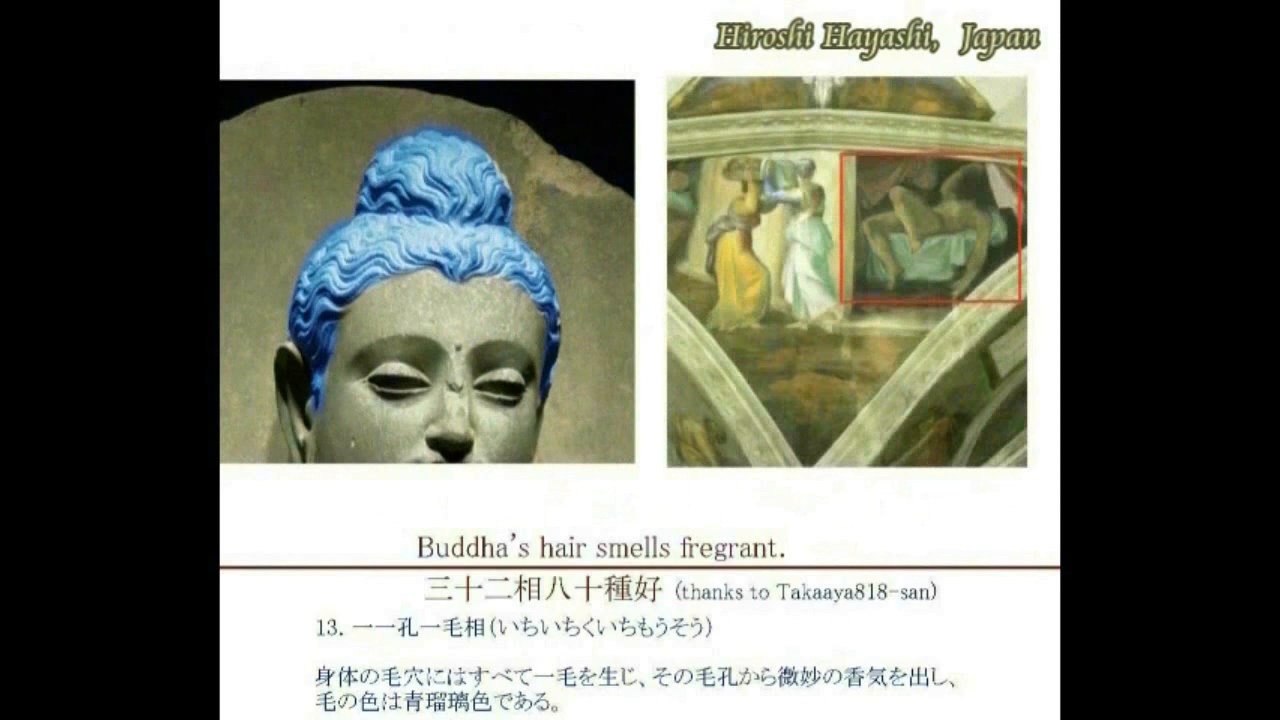 Hiroshi Hayashi, Japan
Buddha's hair smells fregrant.
三十二相八十種好 (thanks to Takaaya818-san)
13. 一一孔一毛相(いちいちくいちもうそう)
身体の毛穴にはすべて一毛を生じ、その毛孔から微妙の香気を出し、
毛の色は青瑠璃色である。